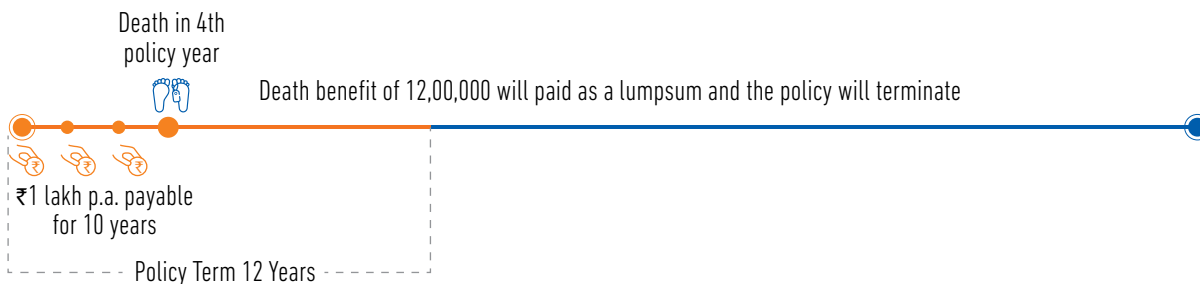 Death in 4th
policy year
Death benefit of 12,00,000 will paid as a lumpsum and the policy will terminate
₹ ₹ ₹
₹1 lakh p.a. payable
for 10 years
Policy Term 12 Years